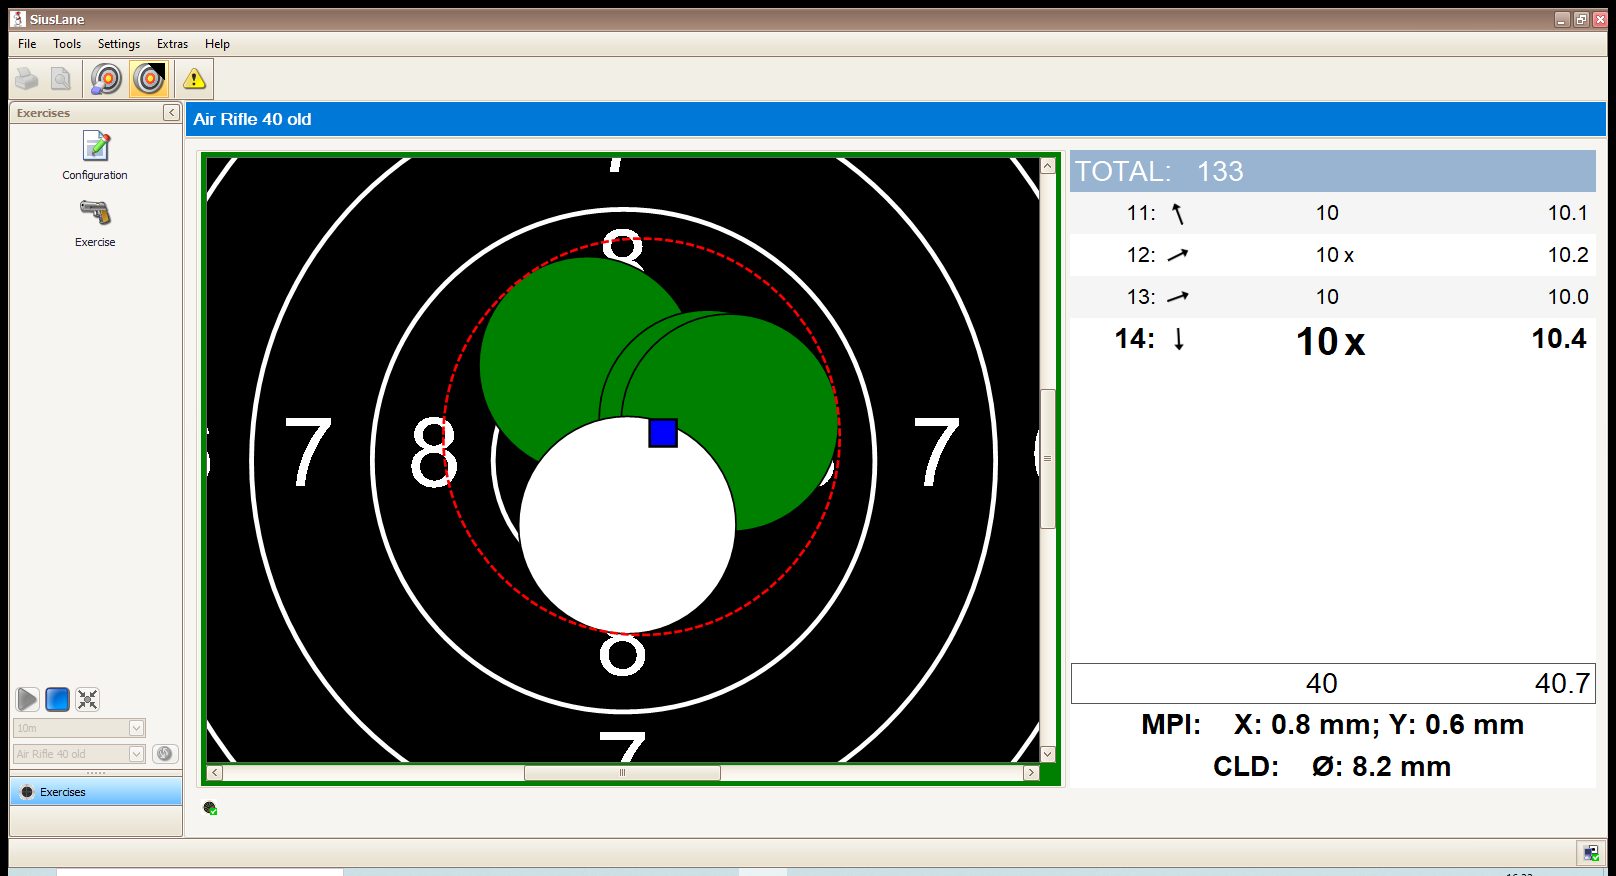 SiusLane
File Tools Settings Extras Help
Exercises
Air Rifle 40 old
Configuration
Exercise
7
8
7 8 7
8
7
TOTAL: 133
11: 10 10.1
12: 10 x 10.2
13: 10 10.0
14: 10 x 10.4
40 40.7
MPI: X: 0.8 mm; Y: 0.6 mm
CLD: Ø: 8.2 mm
10m
Air Rifle 40 old
Exercises